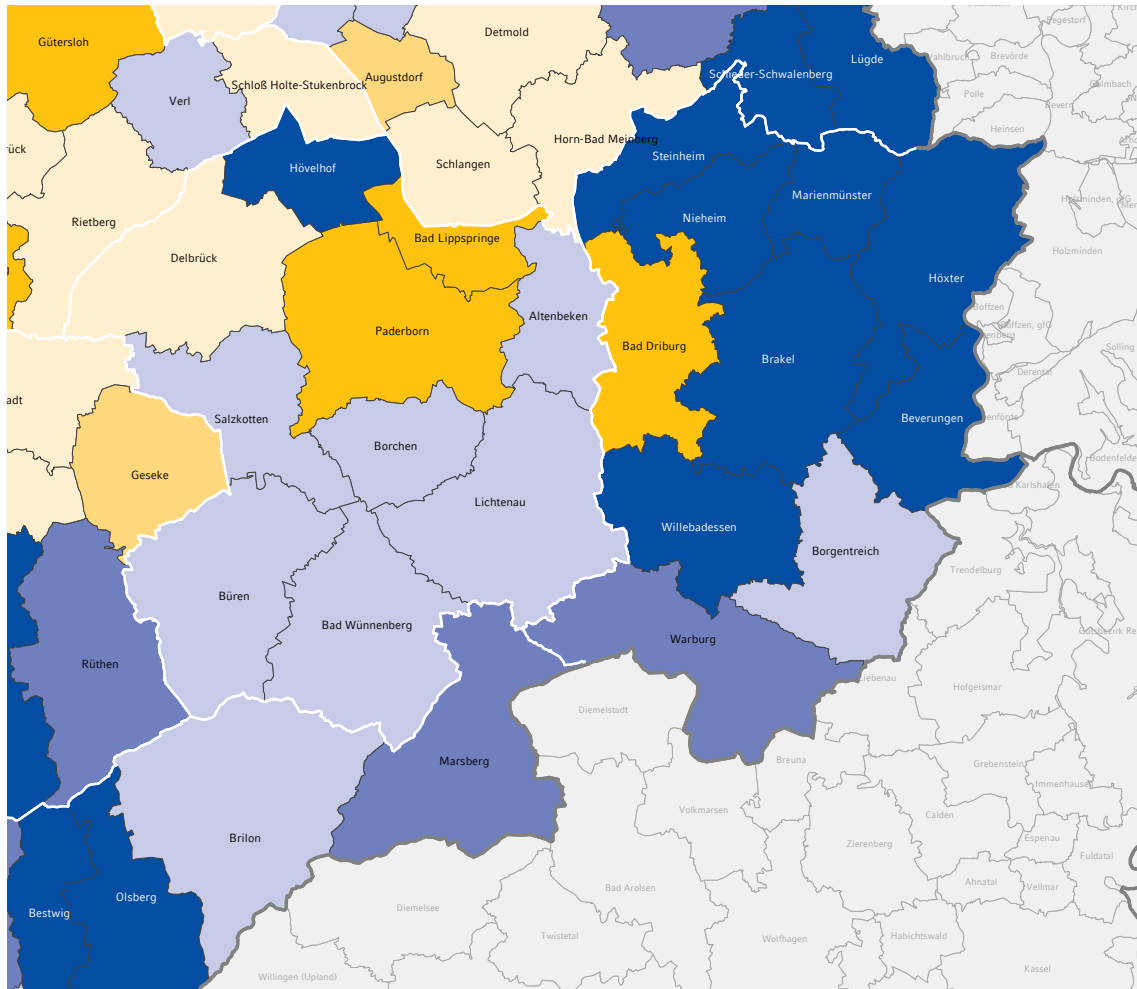 Gütersloh
Detmold
Augustdorf
Schloß Holte-Stukenbrock
Verl
Schieder-Schwalenberg
Lügde
Brevörde
Polle
Heinsen
Horn-Bad Meinberg
Steinheim
Schlangen
Hövelhof
rück
Rietberg
Nieheim
Marienmünster
Bad Lippspringe
Delbrück
Höxter
Holzminden
Altenbeken
Paderborn
Bad Driburg
Brakel
Boffzen
Solling
Derental
adt
Salzkotten
Borchen
Beverungen
Geseke
Lichtenau
Willebadessen
Borgentreich
Bodenfelde
Karlshafen
Trendelburg
Büren
Bad Wünnenberg
Warburg
Rüthen
Liebenau
Hofgeismar
Diemelstadt
Marsberg
Breuna
Grebenstein
Immenhausen
Volkmarsen
Calden
Brilon
Zierenberg
Espenau
Fuldatal
Ahnatal
Vellmar
Bad Arolsen
Olsberg
Bestwig
Diemelsee
Twistetal
Wolfhagen
Habichtswald
Kassel
Willingen (Upland)